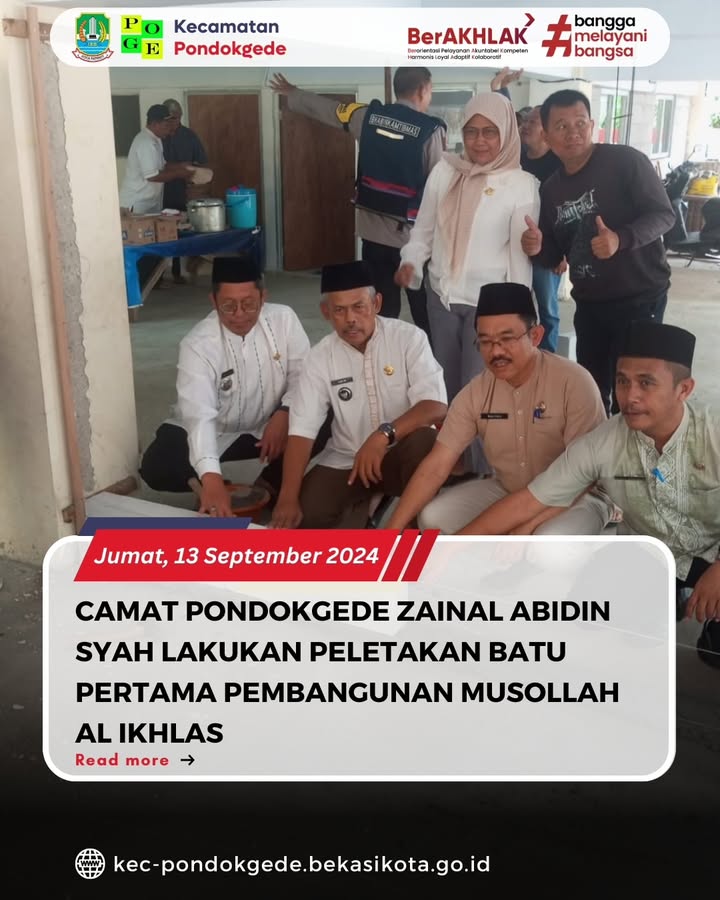 POGE
Kecamatan
Pondokgede
BerAKHLAK
Berorientasi Pelayanan Akuntabel Kompeten
Harmonis Loyal Adaptif Kolaboratif
#bangga
melayani
bangsa
BHABINKAMTIBMAS
Jumat, 13 September 2024
CAMAT PONDOKGEDE ZAINAL ABIDIN
SYAH LAKUKAN PELETAKAN BATU
PERTAMA PEMBANGUNAN MUSOLLAH
AL IKHLAS
Read more →
kec-pondokgede.bekasikota.go.id